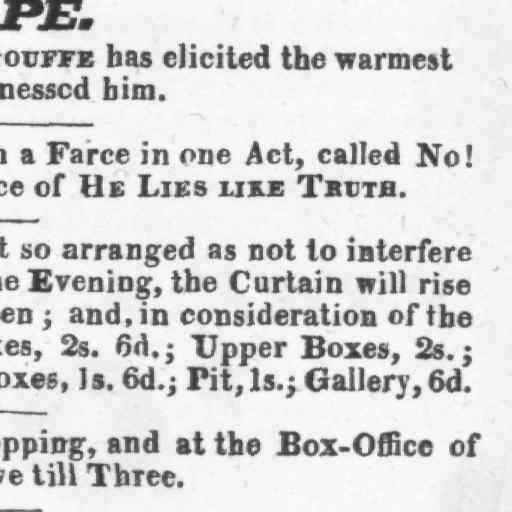 PE.
OUFFE has elicited the warmest
nessed him.
a Farce in one Act, called No!
ce of HE LIES LIKE TRUTH.
t so arranged as not to interfere
e Evening, the Curtain will rise
en; and, in consideration of the
es, 2s. 6d.; Upper Boxes, 2s.;
oxes, 1s. 6d.; Pit, 1s.; Gallery, 6d.
pping, and at the Box-Office of
e till Three.